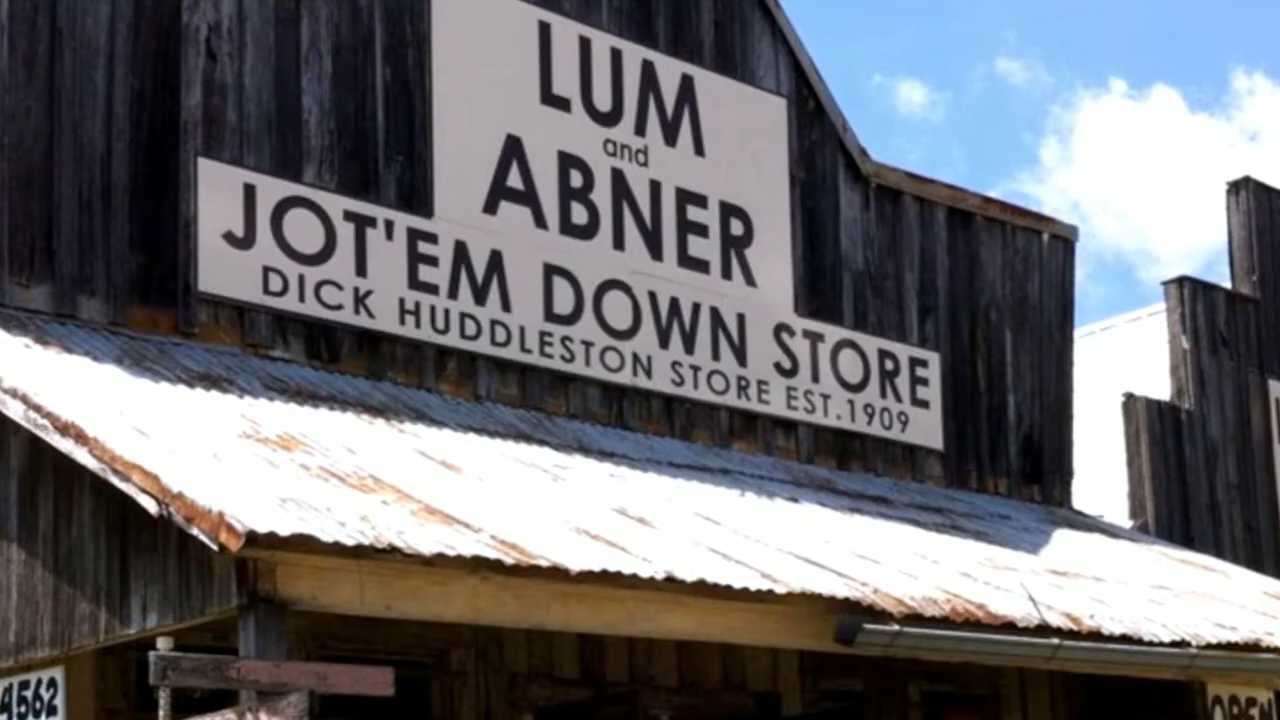 LUM
and
ABNER
JOT'EM DOWN STORE
DICK HUDDLESTON STORE EST.1909
4562
OPEN